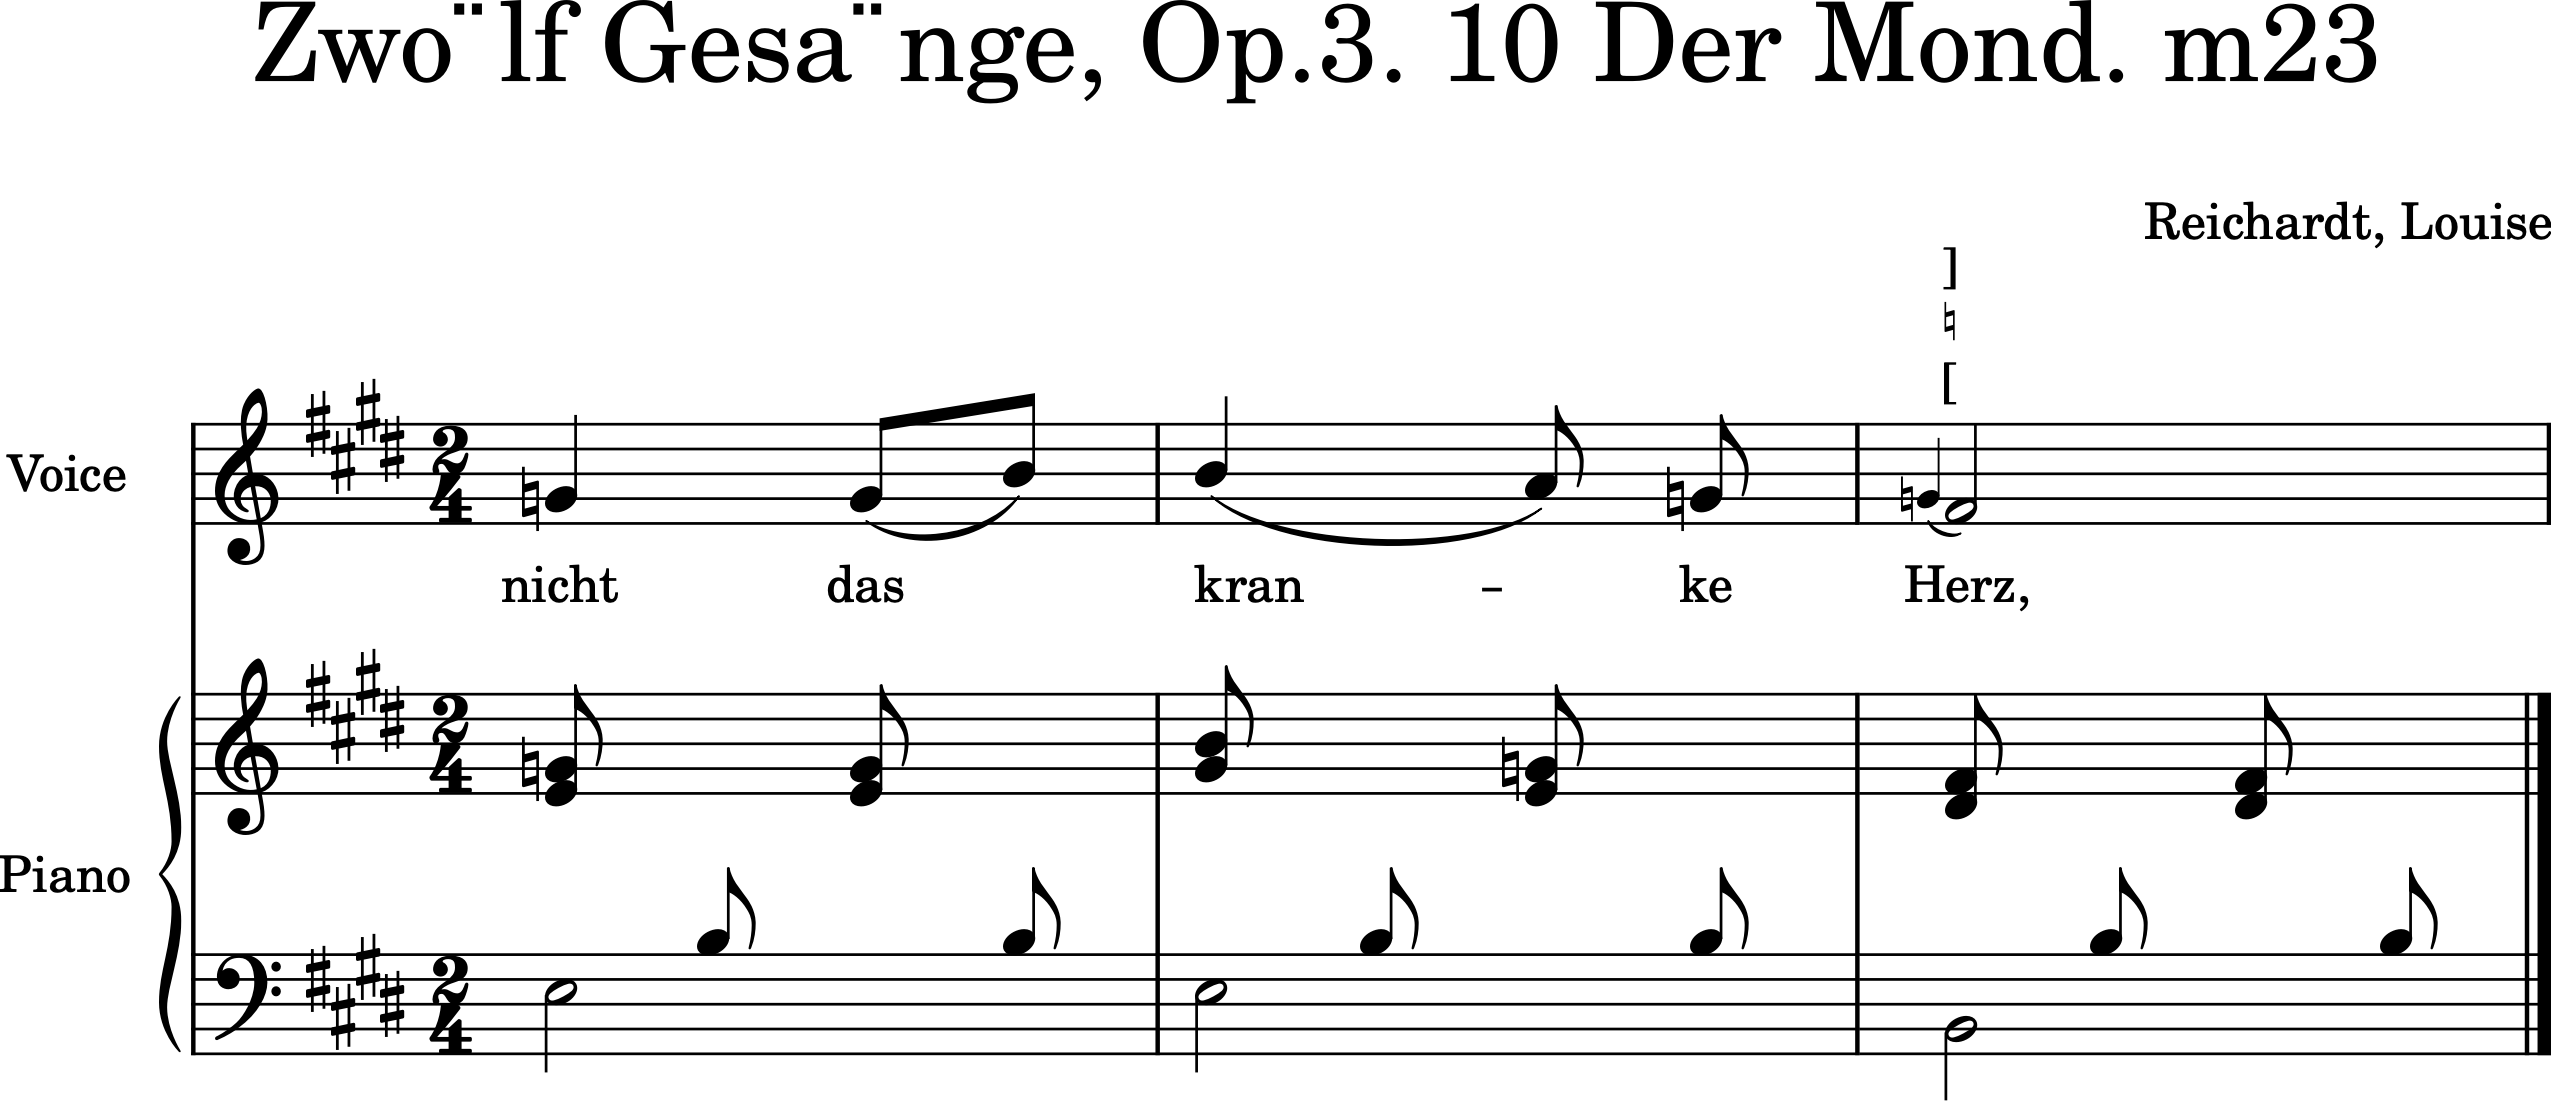 Zwo¨lf Gesa¨nge, Op.3. 10 Der Mond. m23
Reichardt, Louise
]
♮
[
Voice
nicht das kran - ke Herz,
Piano